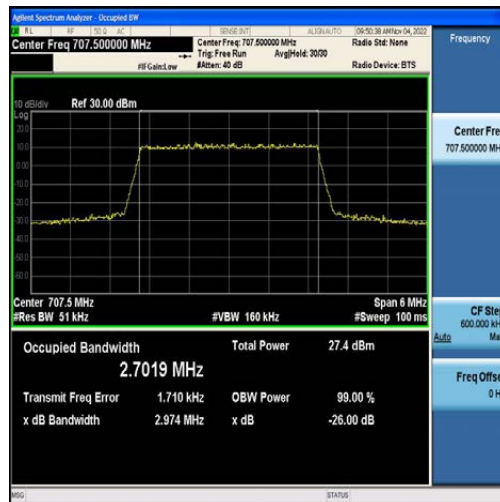 Agilent Spectrum Analyzer - Occupied BW
RL RF 50 Ω AC SENSE:INT ALIGNAUTO 09:50:38 AM Nov 04, 2022
Center Freq 707.500000 MHz
Center Freq: 707.500000 MHz
Radio Std: None
Trig: Free Run Avg|Hold: 30/30
#IFGain:Low #Atten: 40 dB Radio Device: BTS
Frequency
10 dB/div Ref 30.00 dBm
Log
20.0
10.0
0.00
-10.0
-20.0
-30.0
-40.0
-50.0
-60.0
Center 707.5 MHz Span 6 MHz
#Res BW 51 kHz #VBW 160 kHz #Sweep 100 ms
Occupied Bandwidth Total Power 27.4 dBm
2.7019 MHz
Transmit Freq Error 1.710 kHz OBW Power 99.00 %
x dB Bandwidth 2.974 MHz x dB -26.00 dB
Center Fre
707.500000 MH
CF Ste
600.000 kH
Auto Ma
Freq Offse
0 H
MSG STATUS